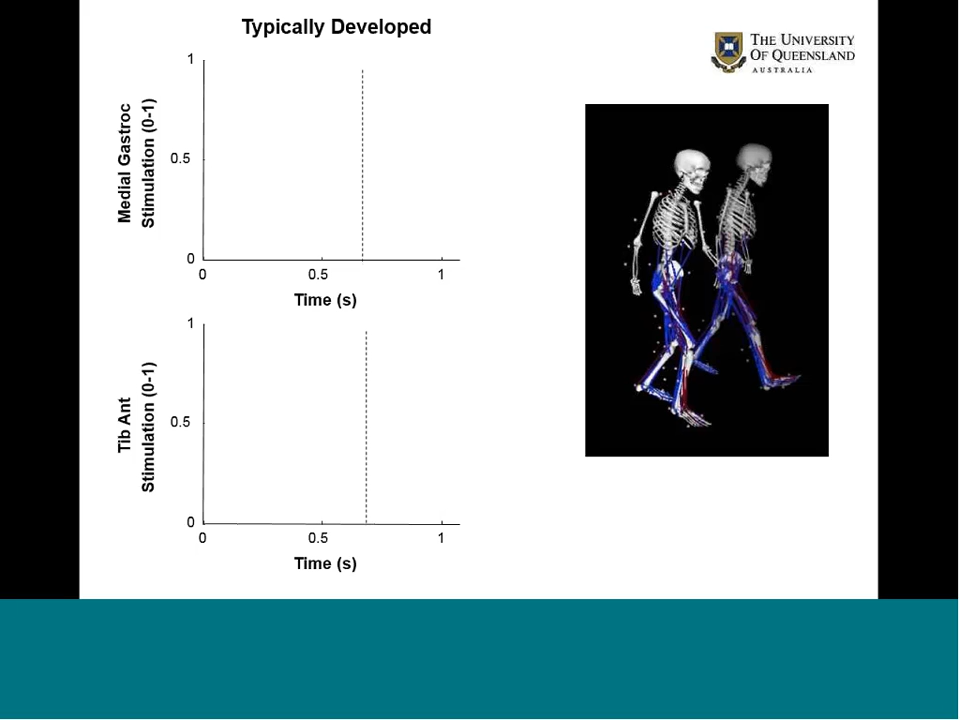 Typically Developed
THE UNIVERSITY
OF QUEENSLAND
AUSTRALIA
Medial Gastroc
Stimulation (0-1)
1
0.5
0
0
0.5
1
Time (s)
Tib Ant
Stimulation (0-1)
1
0.5
0
0
0.5
1
Time (s)